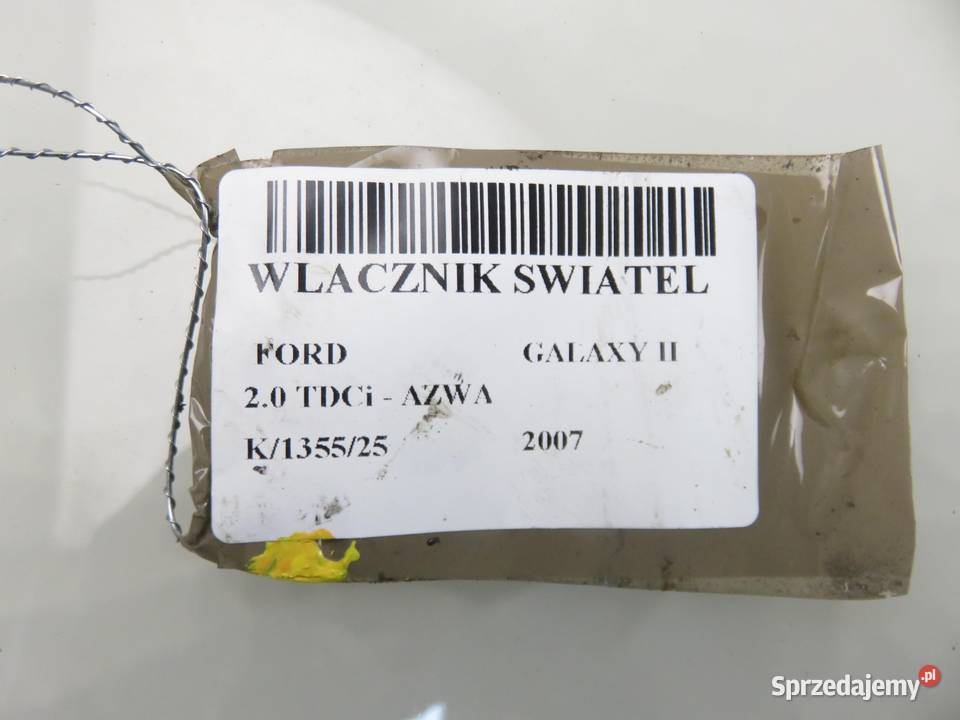 WLACZNIK SWIATEL
FORD GALAXY II
2.0 TDCi - AZWA
K/1355/25 2007
Sprzedajemy.pl